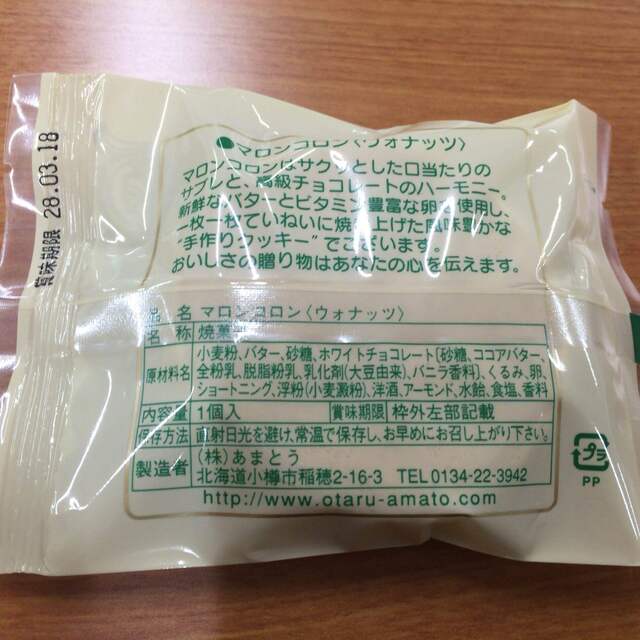 賞味期限 28.03.18
●マロンコロン〈ウォナッツ〉
マロンコロンはサクッとした口当たりの
サブレと、高級チョコレートのハーモニー。
新鮮なバターとビタミン豊富な卵を使用し、
一枚一枚ていねいに焼き上げた風味豊かな
“手作りクッキー”でございます。
おいしさの贈り物はあなたの心を伝えます。
品名 マロンコロン〈ウォナッツ〉
名称 焼菓子
原材料名 小麦粉、バター、砂糖、ホワイトチョコレート〔砂糖、ココアバター、
全粉乳、脱脂粉乳、乳化剤(大豆由来)、バニラ香料〕、くるみ、卵、
ショートニング、浮粉(小麦澱粉)、洋酒、アーモンド、水飴、食塩、香料
内容量 1個入 賞味期限 枠外左部記載
保存方法 直射日光を避け、常温で保存し、お早めにお召し上がり下さい。
製造者 (株)あまとう
北海道小樽市稲穂2-16-3 TEL 0134-22-3942
http://www.otaru-amato.com
プラ
PP